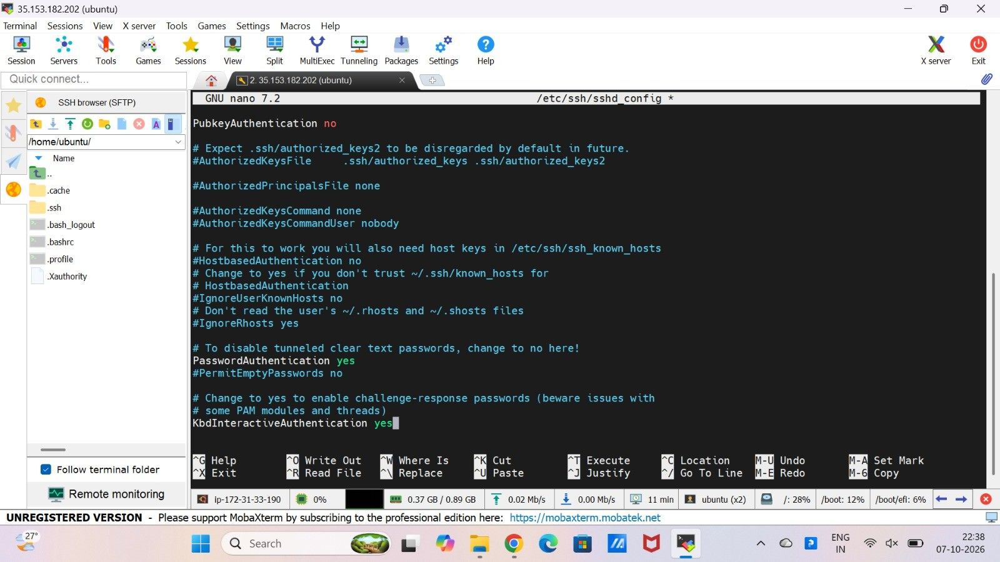 35.153.182.202 (ubuntu)
Terminal Sessions View X server Tools Games Settings Macros Help
Session Servers Tools Games Sessions View Split MultiExec Tunneling Packages Settings Help X server Exit
Quick connect...
2. 35.153.182.202 (ubuntu)
SSH browser (SFTP)
/home/ubuntu/
Name
..
.cache
.ssh
.bash_logout
.bashrc
.profile
.Xauthority
Follow terminal folder
Remote monitoring
GNU nano 7.2 /etc/ssh/sshd_config *
PubkeyAuthentication no
# Expect .ssh/authorized_keys2 to be disregarded by default in future.
#AuthorizedKeysFile .ssh/authorized_keys .ssh/authorized_keys2
#AuthorizedPrincipalsFile none
#AuthorizedKeysCommand none
#AuthorizedKeysCommandUser nobody
# For this to work you will also need host keys in /etc/ssh/ssh_known_hosts
#HostbasedAuthentication no
# Change to yes if you don't trust ~/.ssh/known_hosts for
# HostbasedAuthentication
#IgnoreUserKnownHosts no
# Don't read the user's ~/.rhosts and ~/.shosts files
#IgnoreRhosts yes
# To disable tunneled clear text passwords, change to no here!
PasswordAuthentication yes
#PermitEmptyPasswords no
# Change to yes to enable challenge-response passwords (beware issues with
# some PAM modules and threads)
KbdInteractiveAuthentication yes
^G Help ^O Write Out ^W Where Is ^K Cut ^T Execute ^C Location M-U Undo M-A Set Mark
^X Exit ^R Read File ^\ Replace ^U Paste ^J Justify ^/ Go To Line M-E Redo M-6 Copy
ip-172-31-33-190 0% 0.37 GB / 0.89 GB 0.02 Mb/s 0.00 Mb/s 11 min ubuntu (x2) /: 28% /boot: 12% /boot/efi: 6%
UNREGISTERED VERSION - Please support MobaXterm by subscribing to the professional edition here: https://mobaxterm.mobatek.net
27°
Search
ENG
IN
22:38
07-10-2026